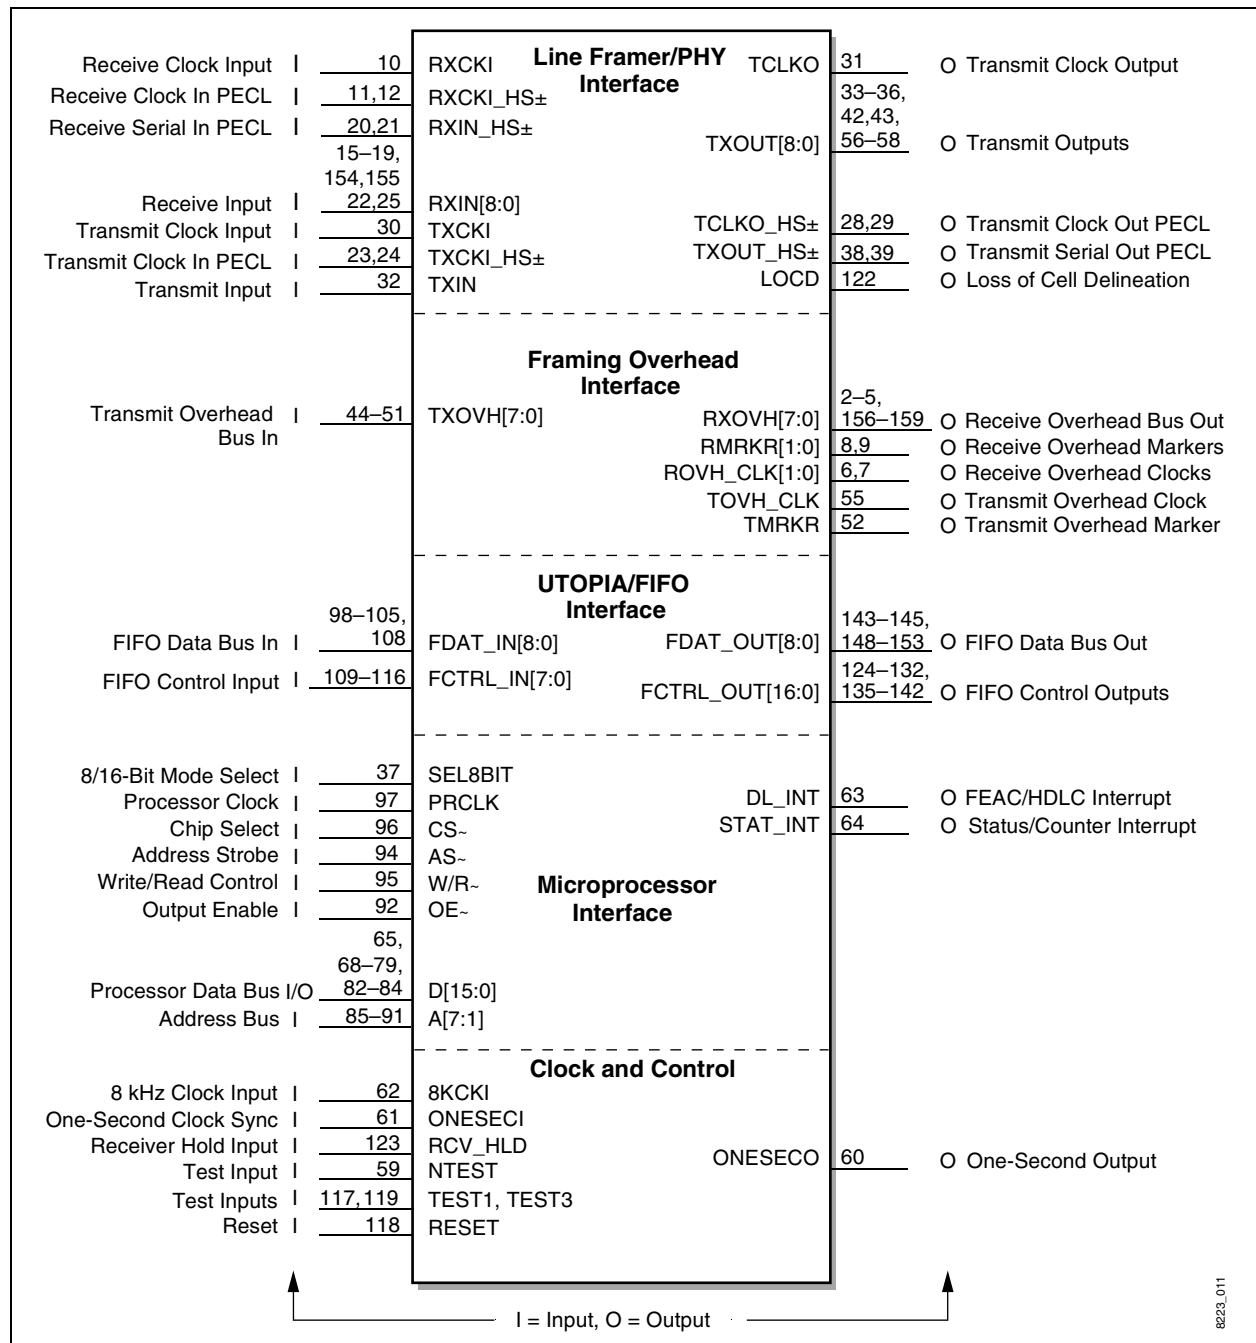 Line Framer/PHY
Interface
Receive Clock Input I 10 RXCKI
Receive Clock In PECL I 11,12 RXCKI_HS±
Receive Serial In PECL I 20,21 RXIN_HS±
15–19,
154,155
Receive Input I 22,25 RXIN[8:0]
Transmit Clock Input I 30 TXCKI
Transmit Clock In PECL I 23,24 TXCKI_HS±
Transmit Input I 32 TXIN
TCLKO 31 O Transmit Clock Output
33–36,
42,43,
TXOUT[8:0] 56–58 O Transmit Outputs
TCLKO_HS± 28,29 O Transmit Clock Out PECL
TXOUT_HS± 38,39 O Transmit Serial Out PECL
LOCD 122 O Loss of Cell Delineation
Framing Overhead
Interface
Transmit Overhead I 44–51 TXOVH[7:0]
Bus In
2–5,
RXOVH[7:0] 156–159 O Receive Overhead Bus Out
RMRKR[1:0] 8,9 O Receive Overhead Markers
ROVH_CLK[1:0] 6,7 O Receive Overhead Clocks
TOVH_CLK 55 O Transmit Overhead Clock
TMRKR 52 O Transmit Overhead Marker
UTOPIA/FIFO
Interface
98–105,
FIFO Data Bus In I 108 FDAT_IN[8:0]
FIFO Control Input I 109–116 FCTRL_IN[7:0]
143–145,
FDAT_OUT[8:0] 148–153 O FIFO Data Bus Out
124–132,
FCTRL_OUT[16:0] 135–142 O FIFO Control Outputs
8/16-Bit Mode Select I 37 SEL8BIT
Processor Clock I 97 PRCLK
Chip Select I 96 CS~
Address Strobe I 94 AS~
Write/Read Control I 95 W/R~
Output Enable I 92 OE~
65,
68–79,
Processor Data Bus I/O 82–84 D[15:0]
Address Bus I 85–91 A[7:1]
Microprocessor
Interface
DL_INT 63 O FEAC/HDLC Interrupt
STAT_INT 64 O Status/Counter Interrupt
Clock and Control
8 kHz Clock Input I 62 8KCKI
One-Second Clock Sync I 61 ONESECI
Receiver Hold Input I 123 RCV_HLD
Test Input I 59 NTEST
Test Inputs I 117,119 TEST1, TEST3
Reset I 118 RESET
ONESECO 60 O One-Second Output
I = Input, O = Output
8223_011